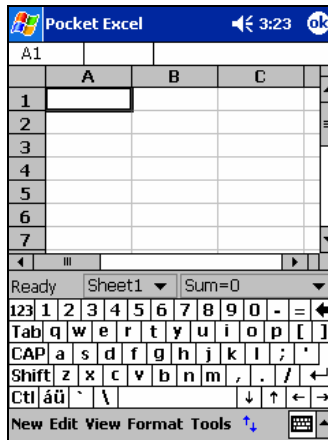 Pocket Excel 3:23 ok
A1
A B C
1
2
3
4
5
6
7
Ready Sheet1 Sum=0
123 1 2 3 4 5 6 7 8 9 0 - =
Tab q w e r t y u i o p [ ]
CAP a s d f g h j k l ; '
Shift z x c v b n m , . /
Ctl áü ` \
New Edit View Format Tools